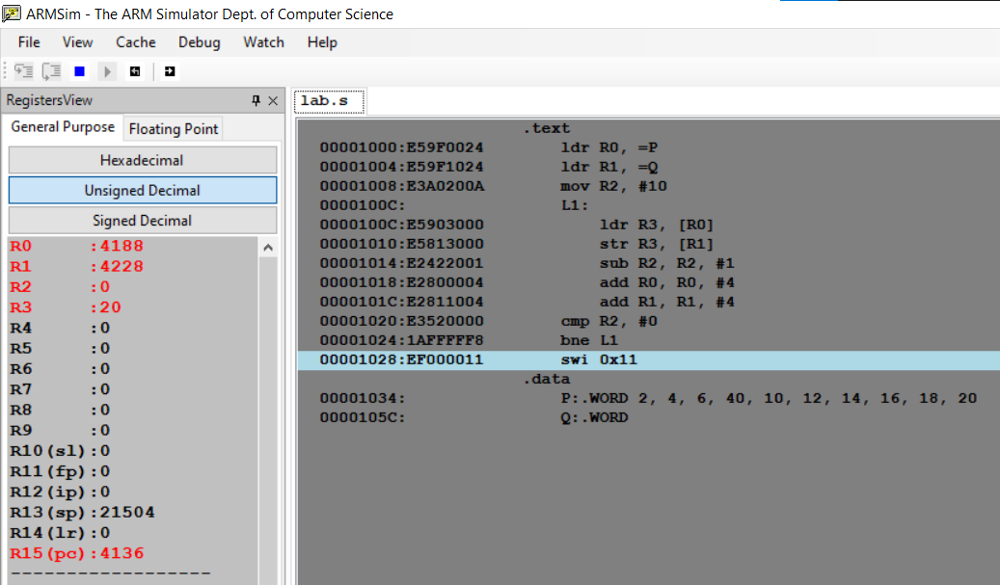 ARMSim - The ARM Simulator Dept. of Computer Science
File View Cache Debug Watch Help
RegistersView
General Purpose Floating Point
Hexadecimal
Unsigned Decimal
Signed Decimal
R0 :4188
R1 :4228
R2 :0
R3 :20
R4 :0
R5 :0
R6 :0
R7 :0
R8 :0
R9 :0
R10(sl):0
R11(fp):0
R12(ip):0
R13(sp):21504
R14(lr):0
R15(pc):4136
------------------
lab.s
.text
00001000:E59F0024 ldr R0, =P
00001004:E59F1024 ldr R1, =Q
00001008:E3A0200A mov R2, #10
0000100C: L1:
0000100C:E5903000 ldr R3, [R0]
00001010:E5813000 str R3, [R1]
00001014:E2422001 sub R2, R2, #1
00001018:E2800004 add R0, R0, #4
0000101C:E2811004 add R1, R1, #4
00001020:E3520000 cmp R2, #0
00001024:1AFFFFF8 bne L1
00001028:EF000011 swi 0x11
.data
00001034: P:.WORD 2, 4, 6, 40, 10, 12, 14, 16, 18, 20
0000105C: Q:.WORD